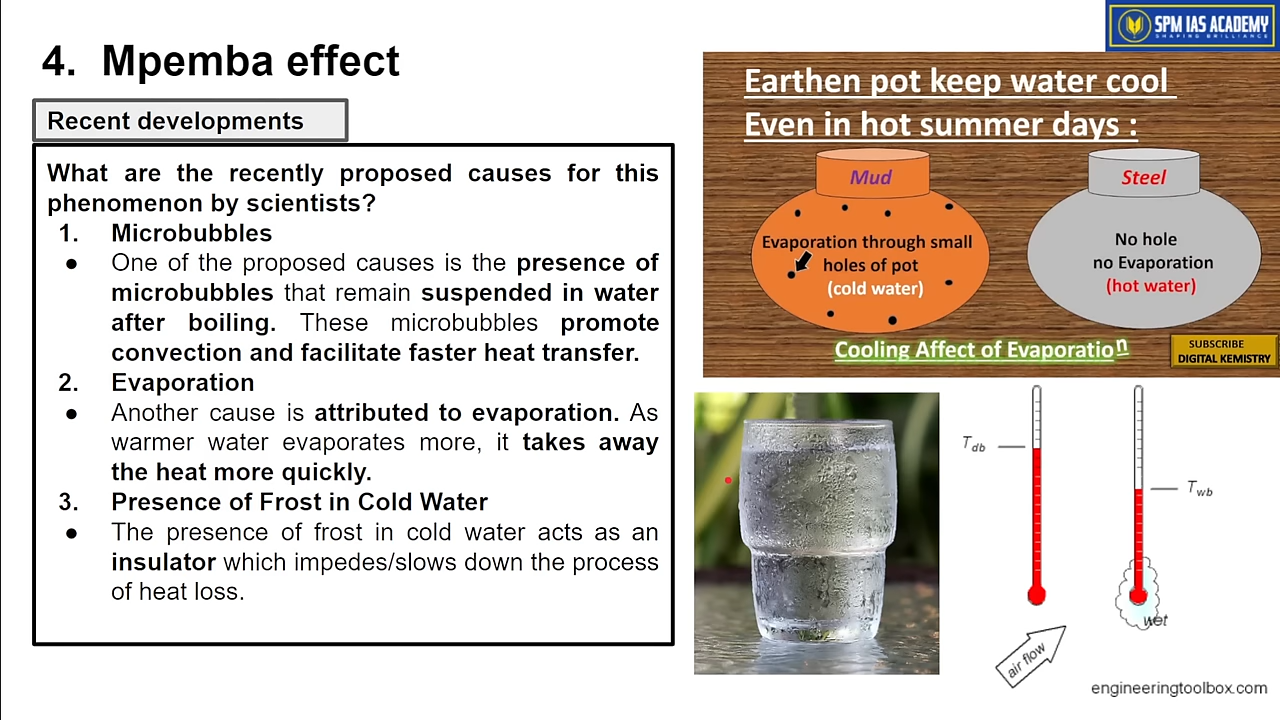 SPM IAS ACADEMY
SHAPING BRILLIANCE
4. Mpemba effect
Recent developments
What are the recently proposed causes for this
phenomenon by scientists?
1. Microbubbles
● One of the proposed causes is the presence of
microbubbles that remain suspended in water
after boiling. These microbubbles promote
convection and facilitate faster heat transfer.
2. Evaporation
● Another cause is attributed to evaporation. As
warmer water evaporates more, it takes away
the heat more quickly.
3. Presence of Frost in Cold Water
● The presence of frost in cold water acts as an
insulator which impedes/slows down the process
of heat loss.
Earthen pot keep water cool
Even in hot summer days :
Mud
Evaporation through small
holes of pot
(cold water)
Steel
No hole
no Evaporation
(hot water)
Cooling Affect of Evaporation
SUBSCRIBE
DIGITAL KEMISTRY
Tdb
Twb
wet
air flow
engineeringtoolbox.com